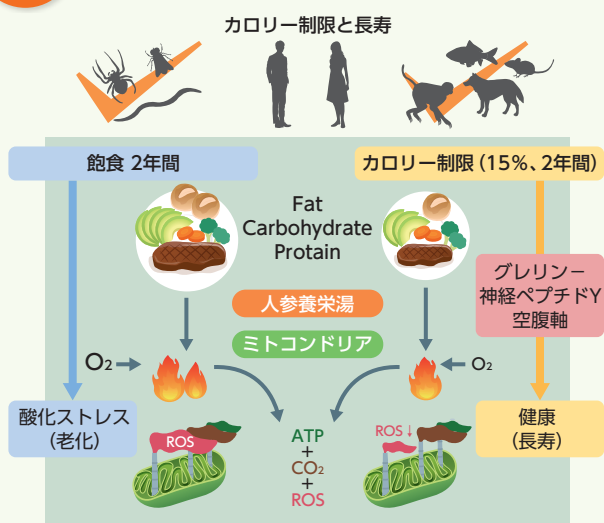 カロリー制限と長寿
飽食 2年間
カロリー制限(15%、2年間)
Fat
Carbohydrate
Protain
グレリン－
神経ペプチドY
空腹軸
人参養栄湯
ミトコンドリア
O₂
O₂
酸化ストレス
(老化)
ROS
ATP
+
CO₂
+
ROS
ROS↓
健康
(長寿)